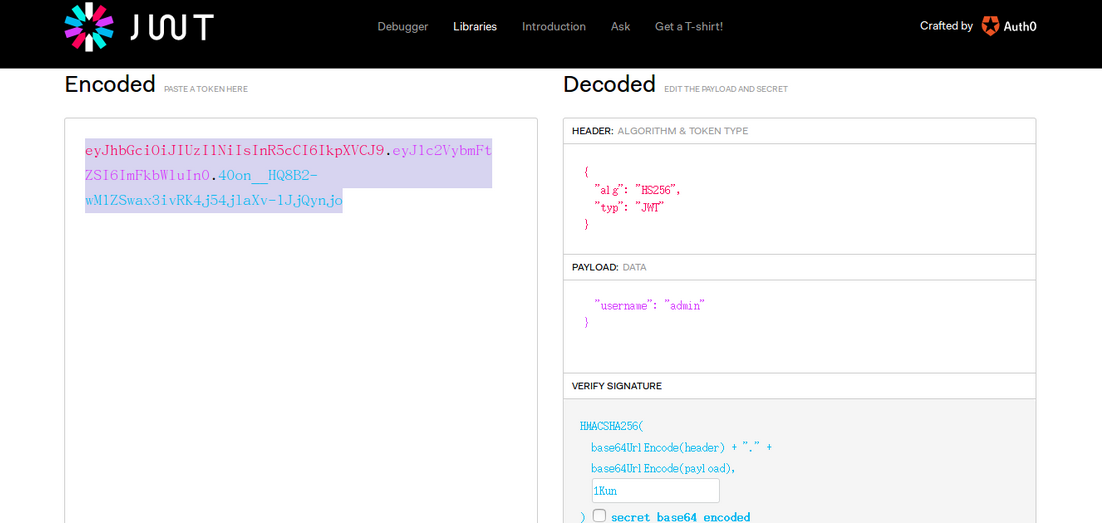 JWT
Debugger Libraries Introduction Ask Get a T-shirt!
Crafted by Auth0
Encoded PASTE A TOKEN HERE
Decoded EDIT THE PAYLOAD AND SECRET
eyJhbGciOiJIUzI1NiIsInR5cCI6IkpXVCJ9.eyJ1c2VybmFt
ZSI6ImFkbWluIn0.40on__HQ8B2-
wM1ZSwax3ivRK4j54jlaXv-1JjQynjo
HEADER: ALGORITHM & TOKEN TYPE
{
"alg": "HS256",
"typ": "JWT"
}
PAYLOAD: DATA
"username": "admin"
}
VERIFY SIGNATURE
HMACSHA256(
base64UrlEncode(header) + "." +
base64UrlEncode(payload),
1Kun
) secret base64 encoded